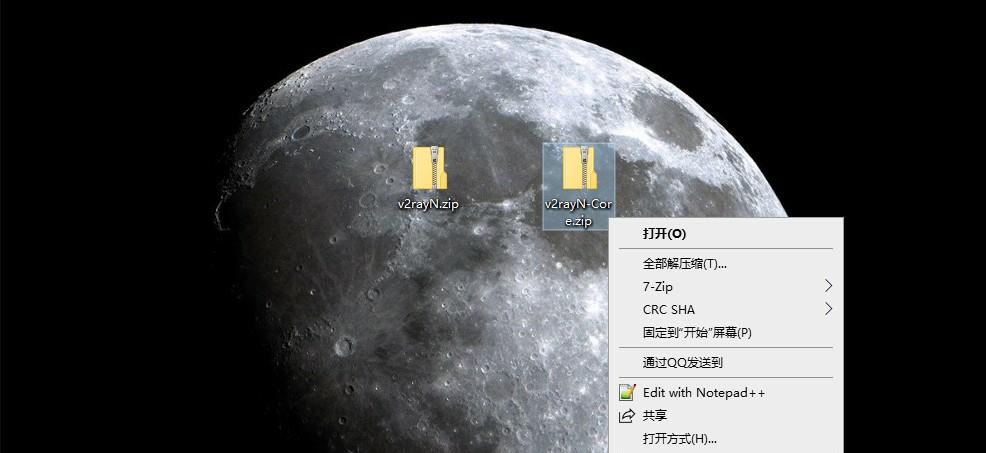 v2rayN.zip
v2rayN-Cor
e.zip
打开(O)
全部解压缩(T)...
7-Zip
CRC SHA
固定到“开始”屏幕(P)
通过QQ发送到
Edit with Notepad++
共享
打开方式(H)...